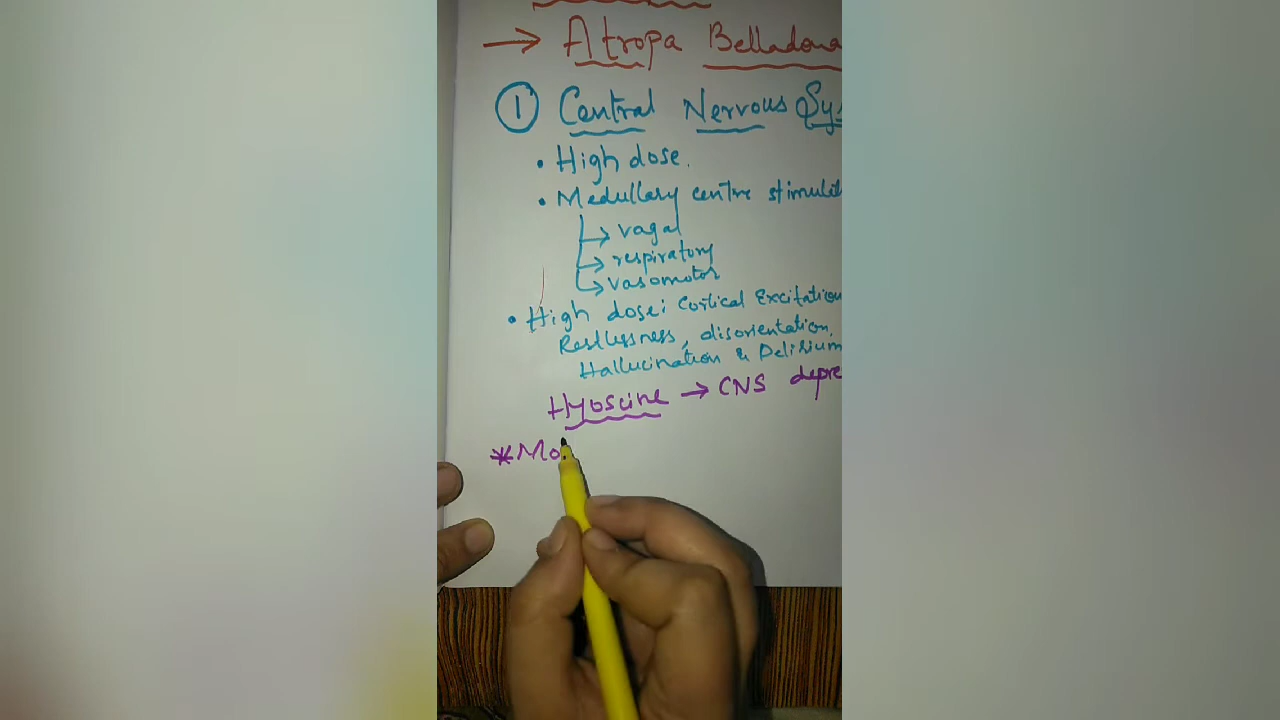 → Atropa Belladona
① Central Nervous Sys
• High dose.
• Medullary centre stimulat
→ vagal
→ respiratory
→ vasomotor
• High dose: Cortical Excitation
Restlessness, disorientation.
Hallucination & Delirium
Hyoscine → CNS depre
*Mo